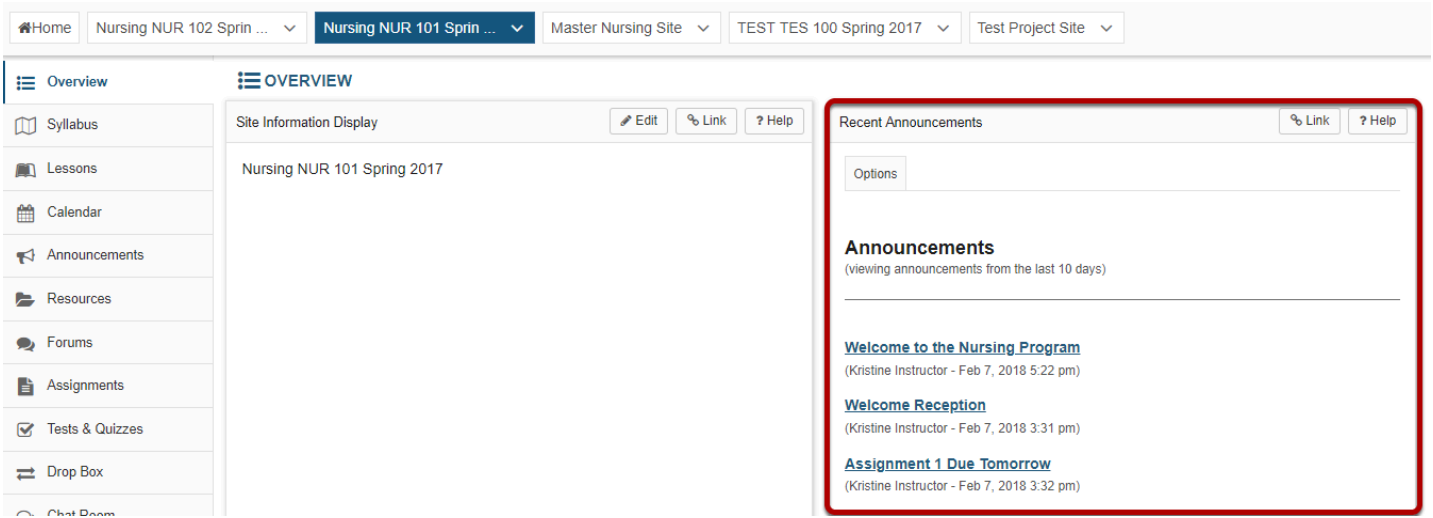 Home
Nursing NUR 102 Sprin ...
Nursing NUR 101 Sprin ...
Master Nursing Site
TEST TES 100 Spring 2017
Test Project Site
Overview
Syllabus
Lessons
Calendar
Announcements
Resources
Forums
Assignments
Tests & Quizzes
Drop Box
Chat Room
OVERVIEW
Site Information Display
Edit
Link
? Help
Nursing NUR 101 Spring 2017
Recent Announcements
Link
? Help
Options
Announcements
(viewing announcements from the last 10 days)
Welcome to the Nursing Program
(Kristine Instructor - Feb 7, 2018 5:22 pm)
Welcome Reception
(Kristine Instructor - Feb 7, 2018 3:31 pm)
Assignment 1 Due Tomorrow
(Kristine Instructor - Feb 7, 2018 3:32 pm)